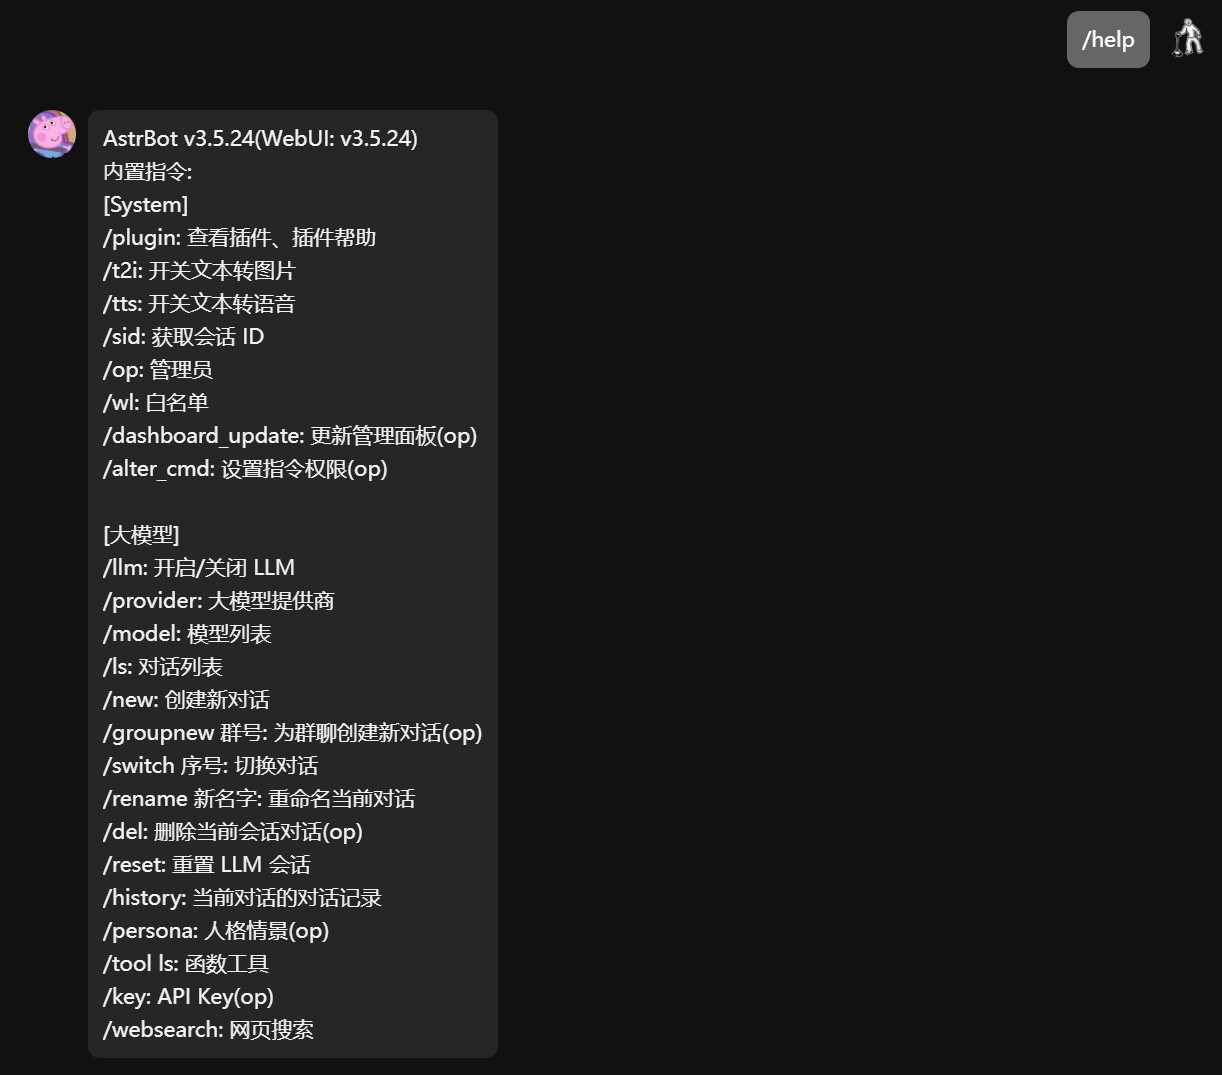 /help
AstrBot v3.5.24(WebUI: v3.5.24)
内置指令:
[System]
/plugin: 查看插件、插件帮助
/t2i: 开关文本转图片
/tts: 开关文本转语音
/sid: 获取会话 ID
/op: 管理员
/wl: 白名单
/dashboard_update: 更新管理面板(op)
/alter_cmd: 设置指令权限(op)
[大模型]
/llm: 开启/关闭 LLM
/provider: 大模型提供商
/model: 模型列表
/ls: 对话列表
/new: 创建新对话
/groupnew 群号: 为群聊创建新对话(op)
/switch 序号: 切换对话
/rename 新名字: 重命名当前对话
/del: 删除当前会话对话(op)
/reset: 重置 LLM 会话
/history: 当前对话的对话记录
/persona: 人格情景(op)
/tool ls: 函数工具
/key: API Key(op)
/websearch: 网页搜索